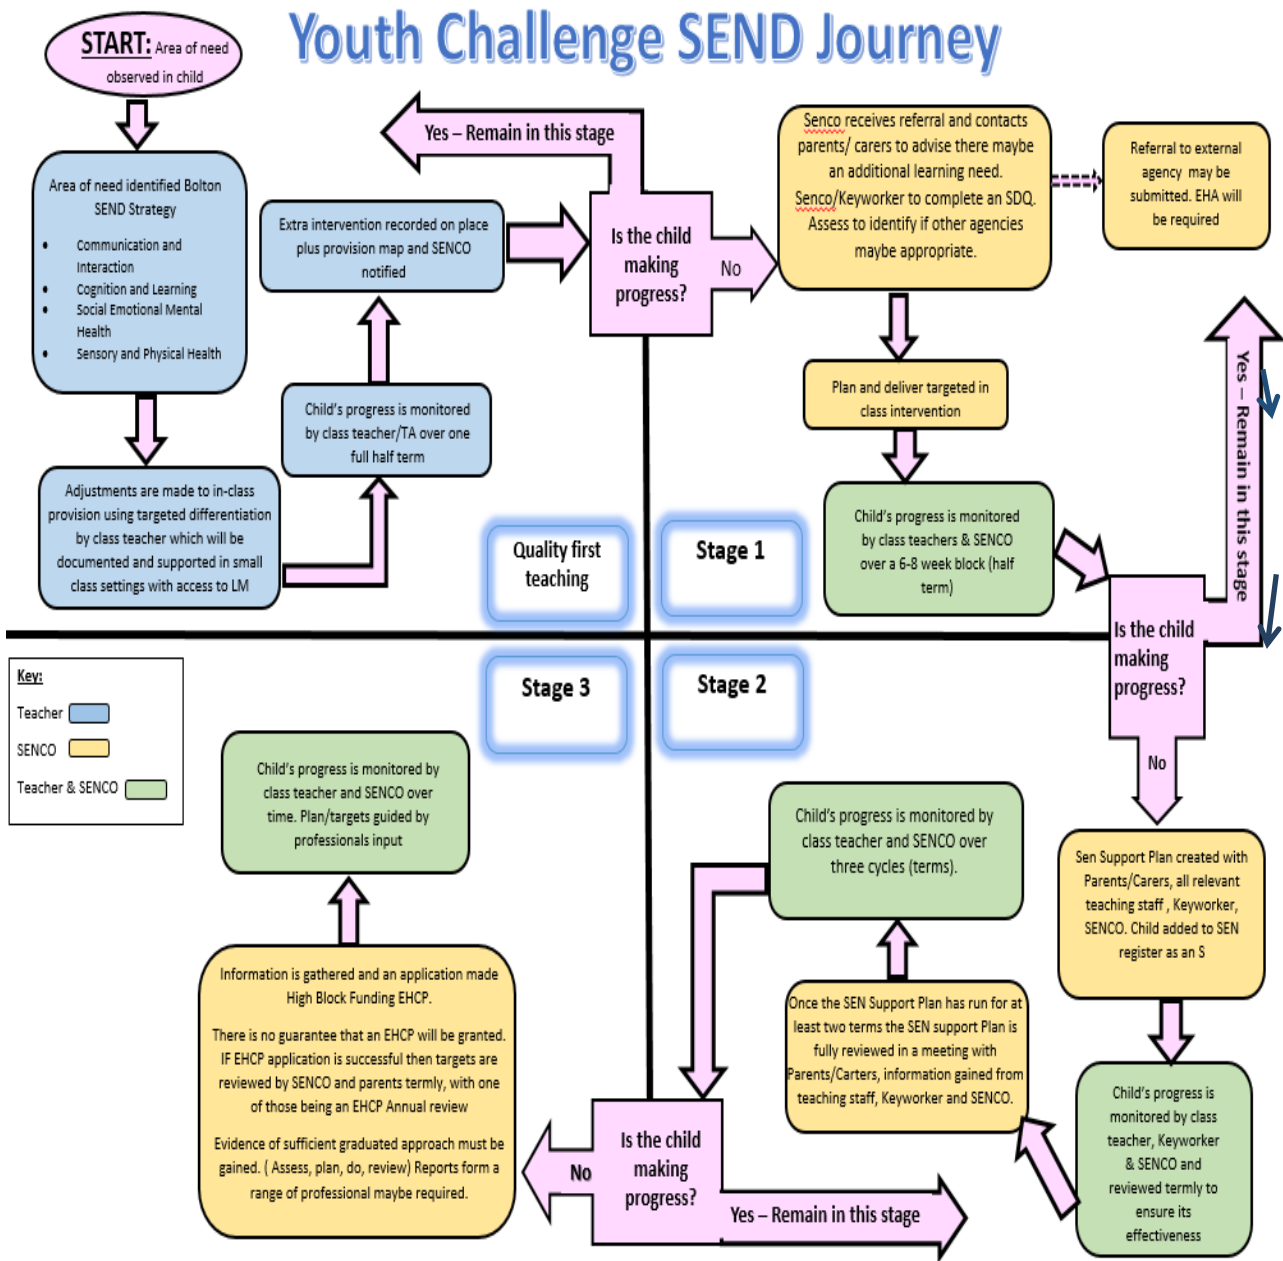 Youth Challenge SEND Journey
START: Area of need
observed in child
Area of need identified Bolton
SEND Strategy
• Communication and
Interaction
• Cognition and Learning
• Social Emotional Mental
Health
• Sensory and Physical Health
Adjustments are made to in-class
provision using targeted differentiation
by class teacher which will be
documented and supported in small
class settings with access to LM
Child's progress is monitored
by class teacher/TA over one
full half term
Extra intervention recorded on place
plus provision map and SENCO
notified
Is the child
making
progress?
Yes – Remain in this stage
No
Quality first
teaching
Senco receives referral and contacts
parents/ carers to advise there maybe
an additional learning need.
Senco/Keyworker to complete an SDQ.
Assess to identify if other agencies
maybe appropriate.
Referral to external
agency may be
submitted. EHA will
be required
Plan and deliver targeted in
class intervention
Child's progress is monitored
by class teachers & SENCO
over a 6-8 week block (half
term)
Stage 1
Is the child
making
progress?
Yes – Remain in this stage
No
Stage 2
Sen Support Plan created with
Parents/Carers, all relevant
teaching staff , Keyworker,
SENCO. Child added to SEN
register as an S
Child's progress is
monitored by class
teacher, Keyworker
& SENCO and
reviewed termly to
ensure its
effectiveness
Once the SEN Support Plan has run for at
least two terms the SEN support Plan is
fully reviewed in a meeting with
Parents/Carters, information gained from
teaching staff, Keyworker and SENCO.
Child's progress is monitored by
class teacher and SENCO over
three cycles (terms).
Is the child
making
progress?
Yes – Remain in this stage
No
Stage 3
Information is gathered and an application made
High Block Funding EHCP.
There is no guarantee that an EHCP will be granted.
IF EHCP application is successful then targets are
reviewed by SENCO and parents termly, with one
of those being an EHCP Annual review
Evidence of sufficient graduated approach must be
gained. ( Assess, plan, do, review) Reports form a
range of professional maybe required.
Child's progress is monitored by
class teacher and SENCO over
time. Plan/targets guided by
professionals input
Key:
Teacher
SENCO
Teacher & SENCO